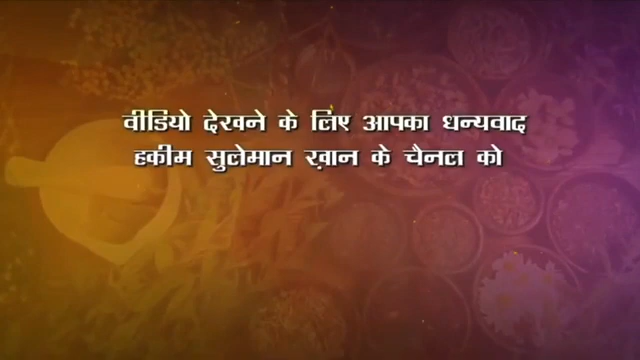 वीडियो देखने के लिए आपका धन्यवाद
हकीम सुलेमान ख़ान के चैनल को